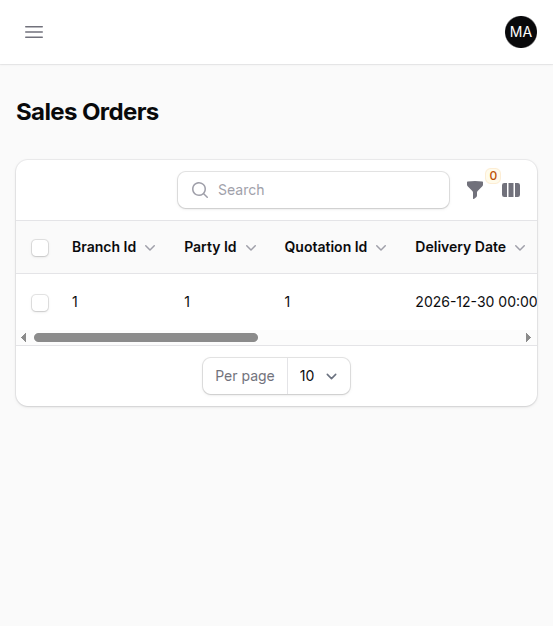 MA
Sales Orders
Search
0
Branch Id Party Id Quotation Id Delivery Date
1 1 1 2026-12-30 00:00
Per page 10